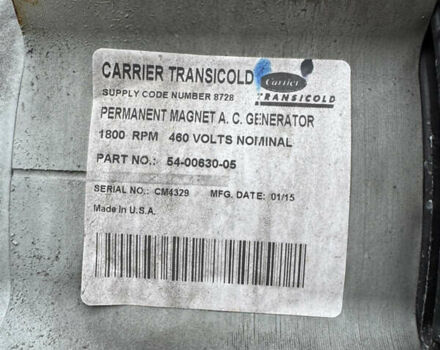 CARRIER TRANSICOLD
Carrier
TRANSICOLD
SUPPLY CODE NUMBER 8728
PERMANENT MAGNET A. C. GENERATOR
1800 RPM 460 VOLTS NOMINAL
PART NO.: 54-00630-05
SERIAL NO.: CM4329 MFG. DATE: 01/15
Made In U.S.A.